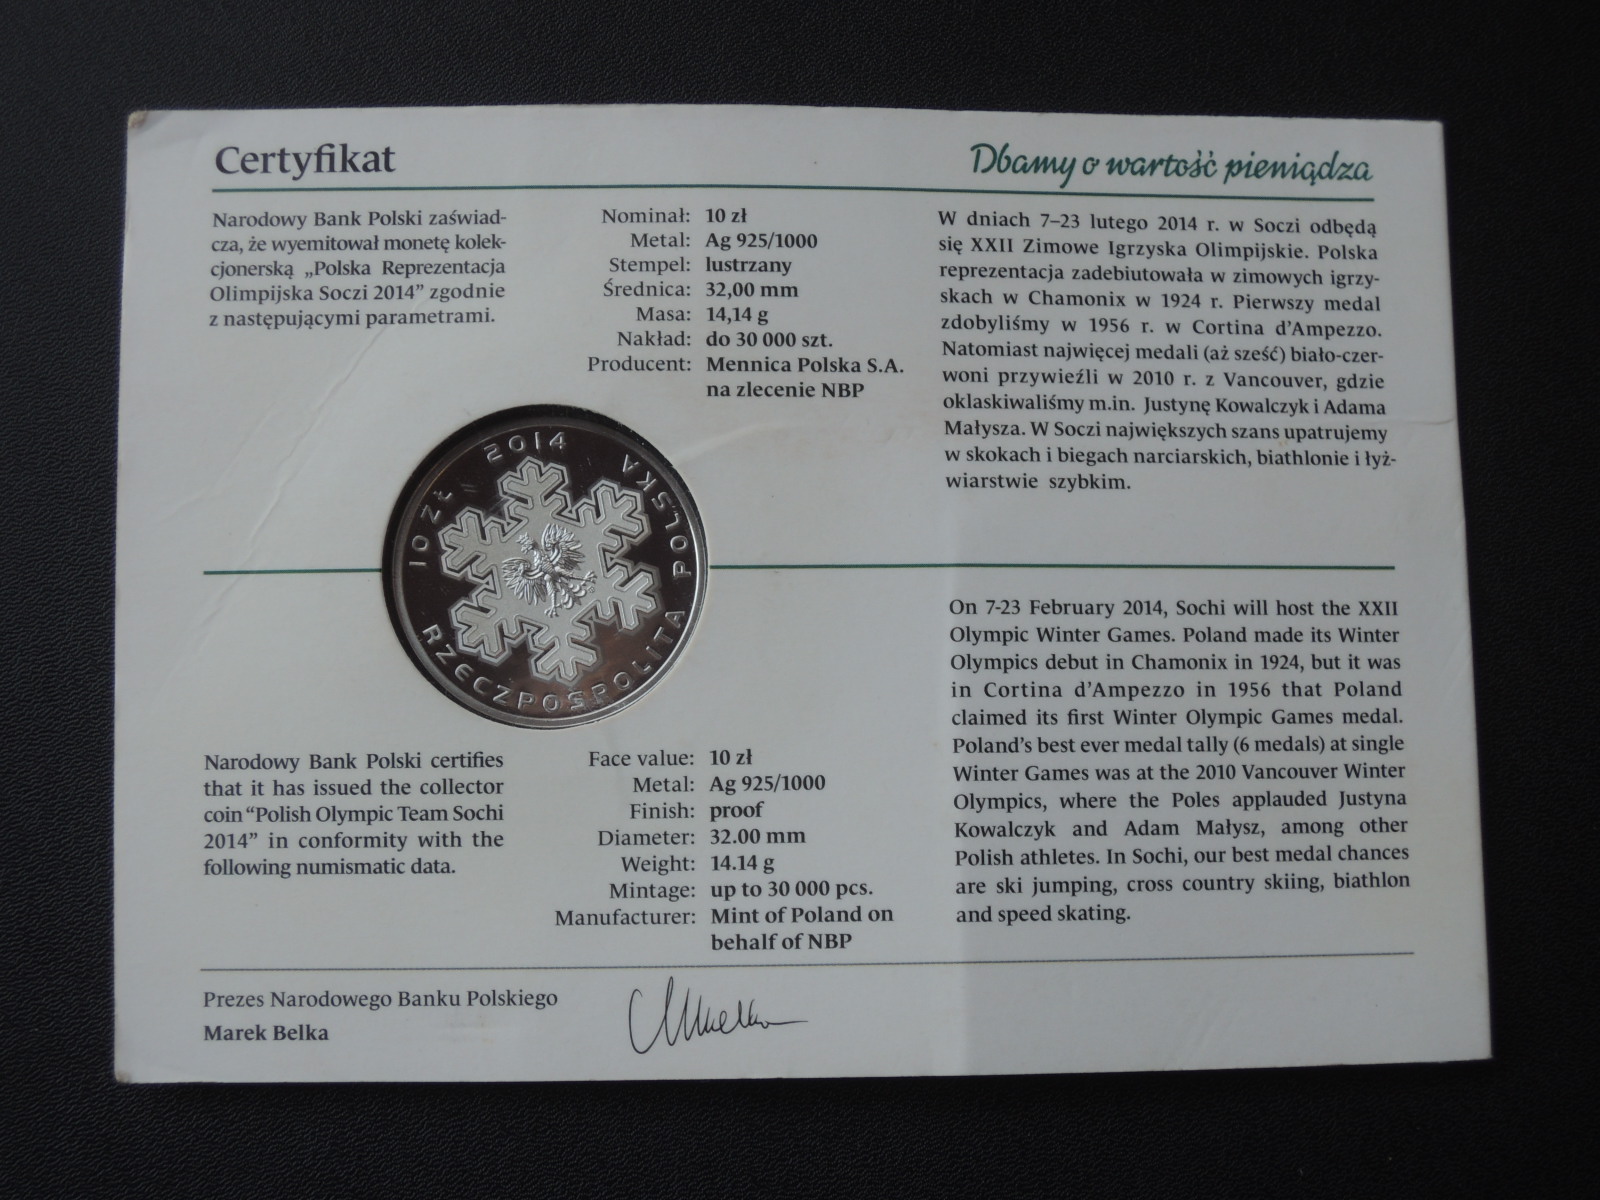 Certyfikat
Dbamy o wartość pieniądza
Narodowy Bank Polski zaświad-
cza, że wyemitował monetę kolek-
cjonerską „Polska Reprezentacja
Olimpijska Soczi 2014” zgodnie
z następującymi parametrami.
Nominał: 10 zł
Metal: Ag 925/1000
Stempel: lustrzany
Średnica: 32,00 mm
Masa: 14,14 g
Nakład: do 30 000 szt.
Producent: Mennica Polska S.A.
na zlecenie NBP
W dniach 7–23 lutego 2014 r. w Soczi odbędą
się XXII Zimowe Igrzyska Olimpijskie. Polska
reprezentacja zadebiutowała w zimowych igrzy-
skach w Chamonix w 1924 r. Pierwszy medal
zdobyliśmy w 1956 r. w Cortina d’Ampezzo.
Natomiast najwięcej medali (aż sześć) biało-czer-
woni przywieźli w 2010 r. z Vancouver, gdzie
oklaskiwaliśmy m.in. Justynę Kowalczyk i Adama
Małysza. W Soczi największych szans upatrujemy
w skokach i biegach narciarskich, biathlonie i łyż-
wiarstwie szybkim.
10 ZŁ
2014
RZECZPOSPOLITA POLSKA
Narodowy Bank Polski certifies
that it has issued the collector
coin “Polish Olympic Team Sochi
2014” in conformity with the
following numismatic data.
Face value: 10 zł
Metal: Ag 925/1000
Finish: proof
Diameter: 32.00 mm
Weight: 14.14 g
Mintage: up to 30 000 pcs.
Manufacturer: Mint of Poland on
behalf of NBP
On 7-23 February 2014, Sochi will host the XXII
Olympic Winter Games. Poland made its Winter
Olympics debut in Chamonix in 1924, but it was
in Cortina d’Ampezzo in 1956 that Poland
claimed its first Winter Olympic Games medal.
Poland’s best ever medal tally (6 medals) at single
Winter Games was at the 2010 Vancouver Winter
Olympics, where the Poles applauded Justyna
Kowalczyk and Adam Małysz, among other
Polish athletes. In Sochi, our best medal chances
are ski jumping, cross country skiing, biathlon
and speed skating.
Prezes Narodowego Banku Polskiego
Marek Belka